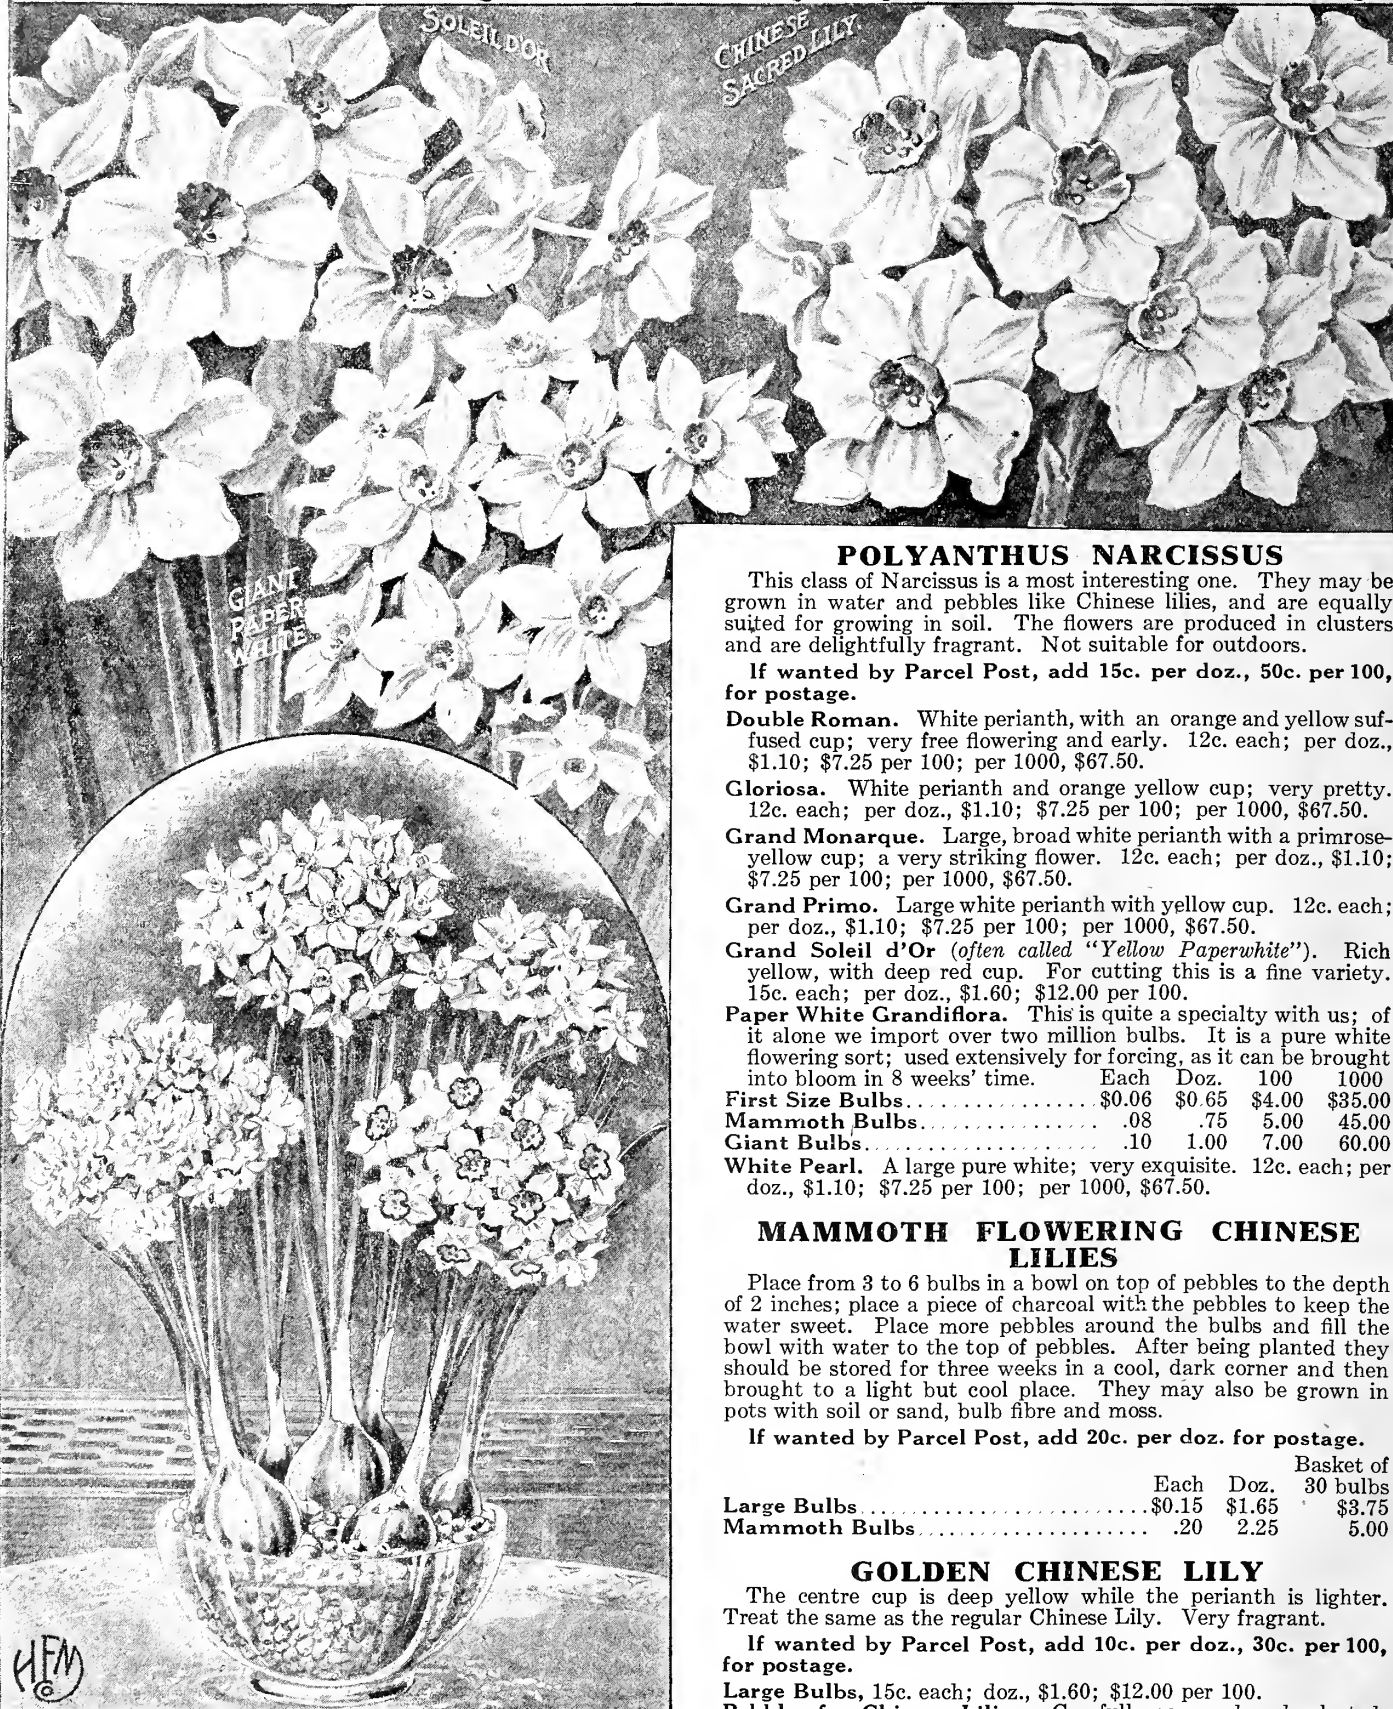 SOLEIL D'OR
CHINESE
SACRED LILY.
GIANT
PAPER
WHITE
POLYANTHUS NARCISSUS
This class of Narcissus is a most interesting one. They may be
grown in water and pebbles like Chinese lilies, and are equally
suited for growing in soil. The flowers are produced in clusters
and are delightfully fragrant. Not suitable for outdoors.
If wanted by Parcel Post, add 15c. per doz., 50c. per 100,
for postage.
Double Roman. White perianth, with an orange and yellow suf-
fused cup; very free flowering and early. 12c. each; per doz.,
$1.10; $7.25 per 100; per 1000, $67.50.
Gloriosa. White perianth and orange yellow cup; very pretty.
12c. each; per doz., $1.10; $7.25 per 100; per 1000, $67.50.
Grand Monarque. Large, broad white perianth with a primrose-
yellow cup; a very striking flower. 12c. each; per doz., $1.10;
$7.25 per 100; per 1000, $67.50.
Grand Primo. Large white perianth with yellow cup. 12c. each;
per doz., $1.10; $7.25 per 100; per 1000, $67.50.
Grand Soleil d'Or (often called "Yellow Paperwhite"). Rich
yellow, with deep red cup. For cutting this is a fine variety.
15c. each; per doz., $1.60; $12.00 per 100.
Paper White Grandiflora. This is quite a specialty with us; of
it alone we import over two million bulbs. It is a pure white
flowering sort; used extensively for forcing, as it can be brought
into bloom in 8 weeks' time. Each Doz. 100 1000
First Size Bulbs.................$0.06 $0.65 $4.00 $35.00
Mammoth Bulbs................ .08 .75 5.00 45.00
Giant Bulbs..................... .10 1.00 7.00 60.00
White Pearl. A large pure white; very exquisite. 12c. each; per
doz., $1.10; $7.25 per 100; per 1000, $67.50.
MAMMOTH FLOWERING CHINESE
LILIES
Place from 3 to 6 bulbs in a bowl on top of pebbles to the depth
of 2 inches; place a piece of charcoal with the pebbles to keep the
water sweet. Place more pebbles around the bulbs and fill the
bowl with water to the top of pebbles. After being planted they
should be stored for three weeks in a cool, dark corner and then
brought to a light but cool place. They may also be grown in
pots with soil or sand, bulb fibre and moss.
If wanted by Parcel Post, add 20c. per doz. for postage.
Basket of
Each Doz. 30 bulbs
Large Bulbs..........................$0.15 $1.65 $3.75
Mammoth Bulbs..................... .20 2.25 5.00
GOLDEN CHINESE LILY
The centre cup is deep yellow while the perianth is lighter.
Treat the same as the regular Chinese Lily. Very fragrant.
If wanted by Parcel Post, add 10c. per doz., 30c. per 100,
for postage.
Large Bulbs, 15c. each; doz., $1.60; $12.00 per 100.
HFM Co